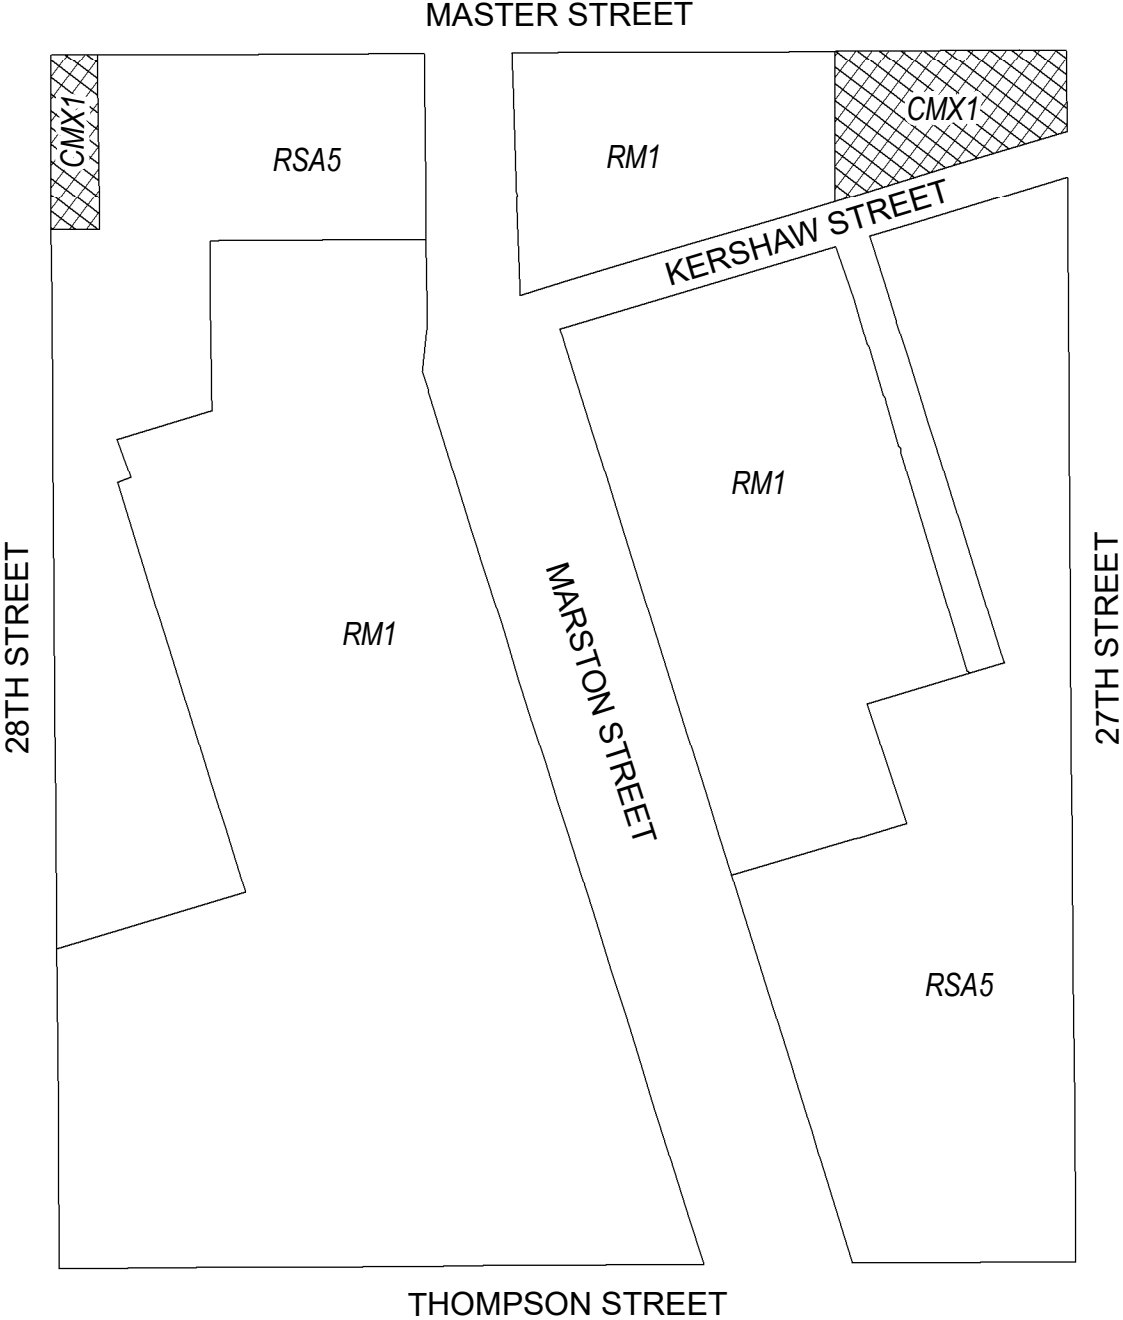 MASTER STREET
CMX1
RSA5
RM1
CMX1
KERSHAW STREET
RM1
RM1
MARSTON STREET
28TH STREET
27TH STREET
RSA5
THOMPSON STREET